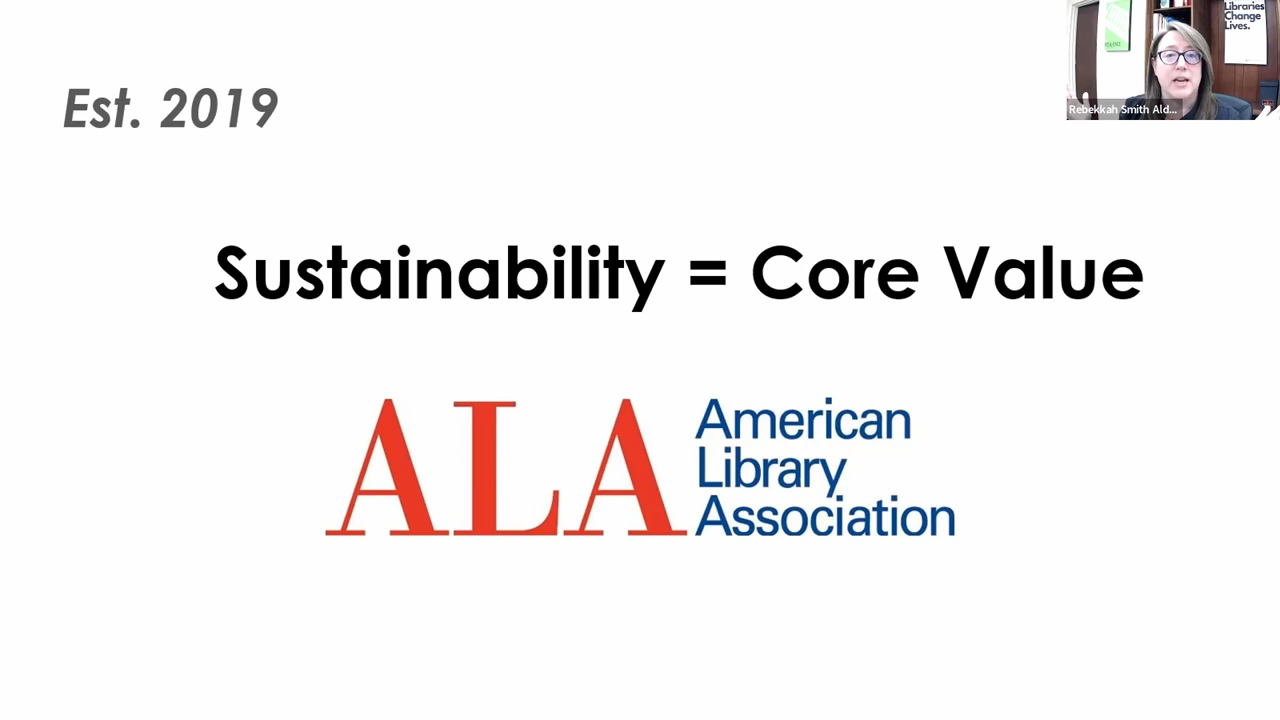 Est. 2019
Libraries
Change
Lives.
Rebekkah Smith Ald...
Sustainability = Core Value
ALA
American
Library
Association